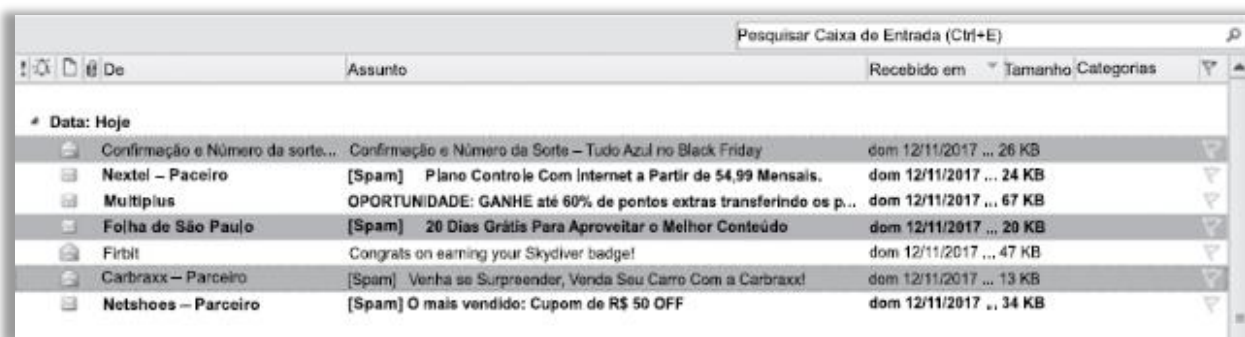 Pesquisar Caixa de Entrada (Ctrl+E)
! De Assunto Recebido em Tamanho Categorias
Data: Hoje
Confirmação e Número da sorte... Confirmação e Número da Sorte – Tudo Azul no Black Friday dom 12/11/2017 ... 26 KB
Nextel – Paceiro [Spam] Plano Controle Com Internet a Partir de 54,99 Mensais. dom 12/11/2017 ... 24 KB
Multiplus OPORTUNIDADE: GANHE até 60% de pontos extras transferindo os p... dom 12/11/2017 ... 67 KB
Folha de São Paulo [Spam] 20 Dias Grátis Para Aproveitar o Melhor Conteúdo dom 12/11/2017 ... 20 KB
Firbit Congrats on earning your Skydiver badge! dom 12/11/2017 ... 47 KB
Carbraxx – Parceiro [Spam] Venha se Surpreender, Venda Seu Carro Com a Carbraxx! dom 12/11/2017 ... 13 KB
Netshoes – Parceiro [Spam] O mais vendido: Cupom de R$ 50 OFF dom 12/11/2017 ... 34 KB